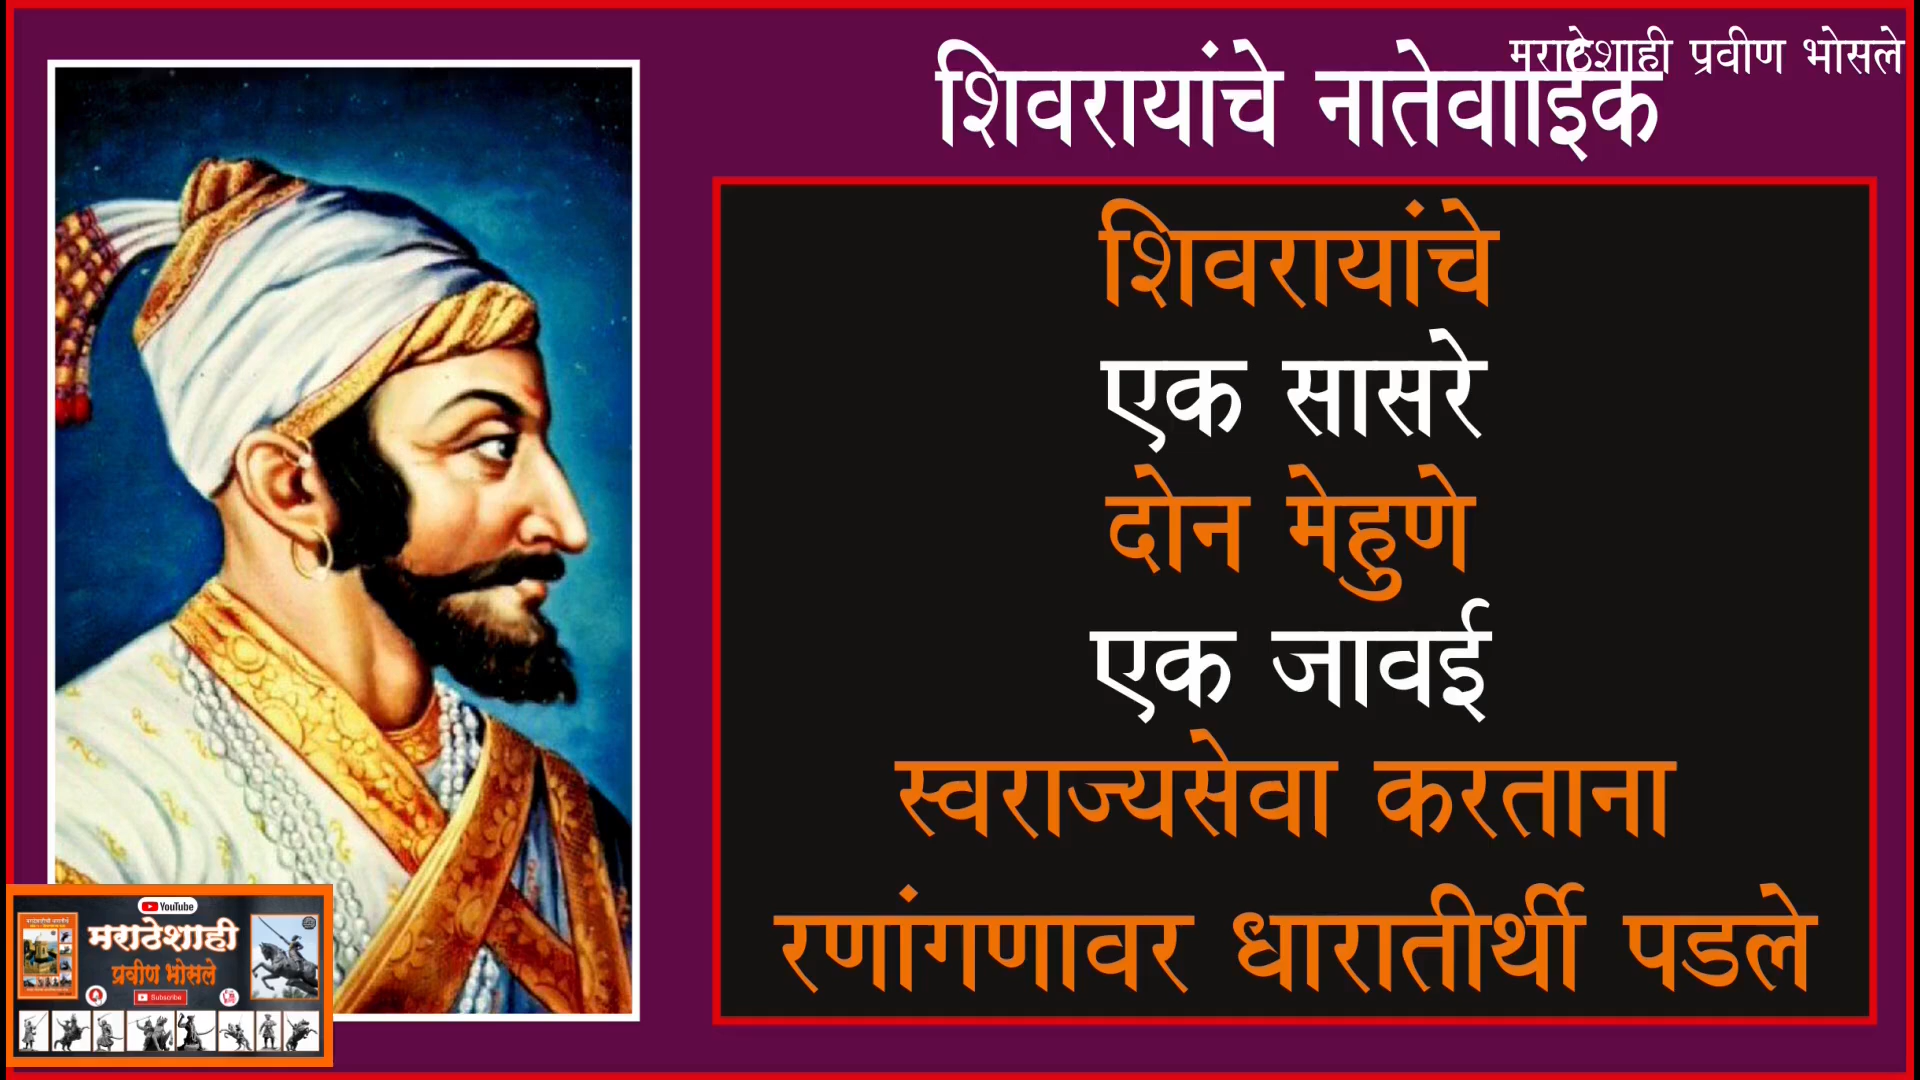 मराठेशाही प्रवीण भोसले
शिवरायांचे नातेवााईक
शिवरायांचे
एक सासरे
दोन मेहुणे
एक जावई
स्वराज्यसेवा करताना
रणांगणावर धारातीर्थी पडले
YouTube
मराठेशाही
प्रवीण भोसले
Subscribe